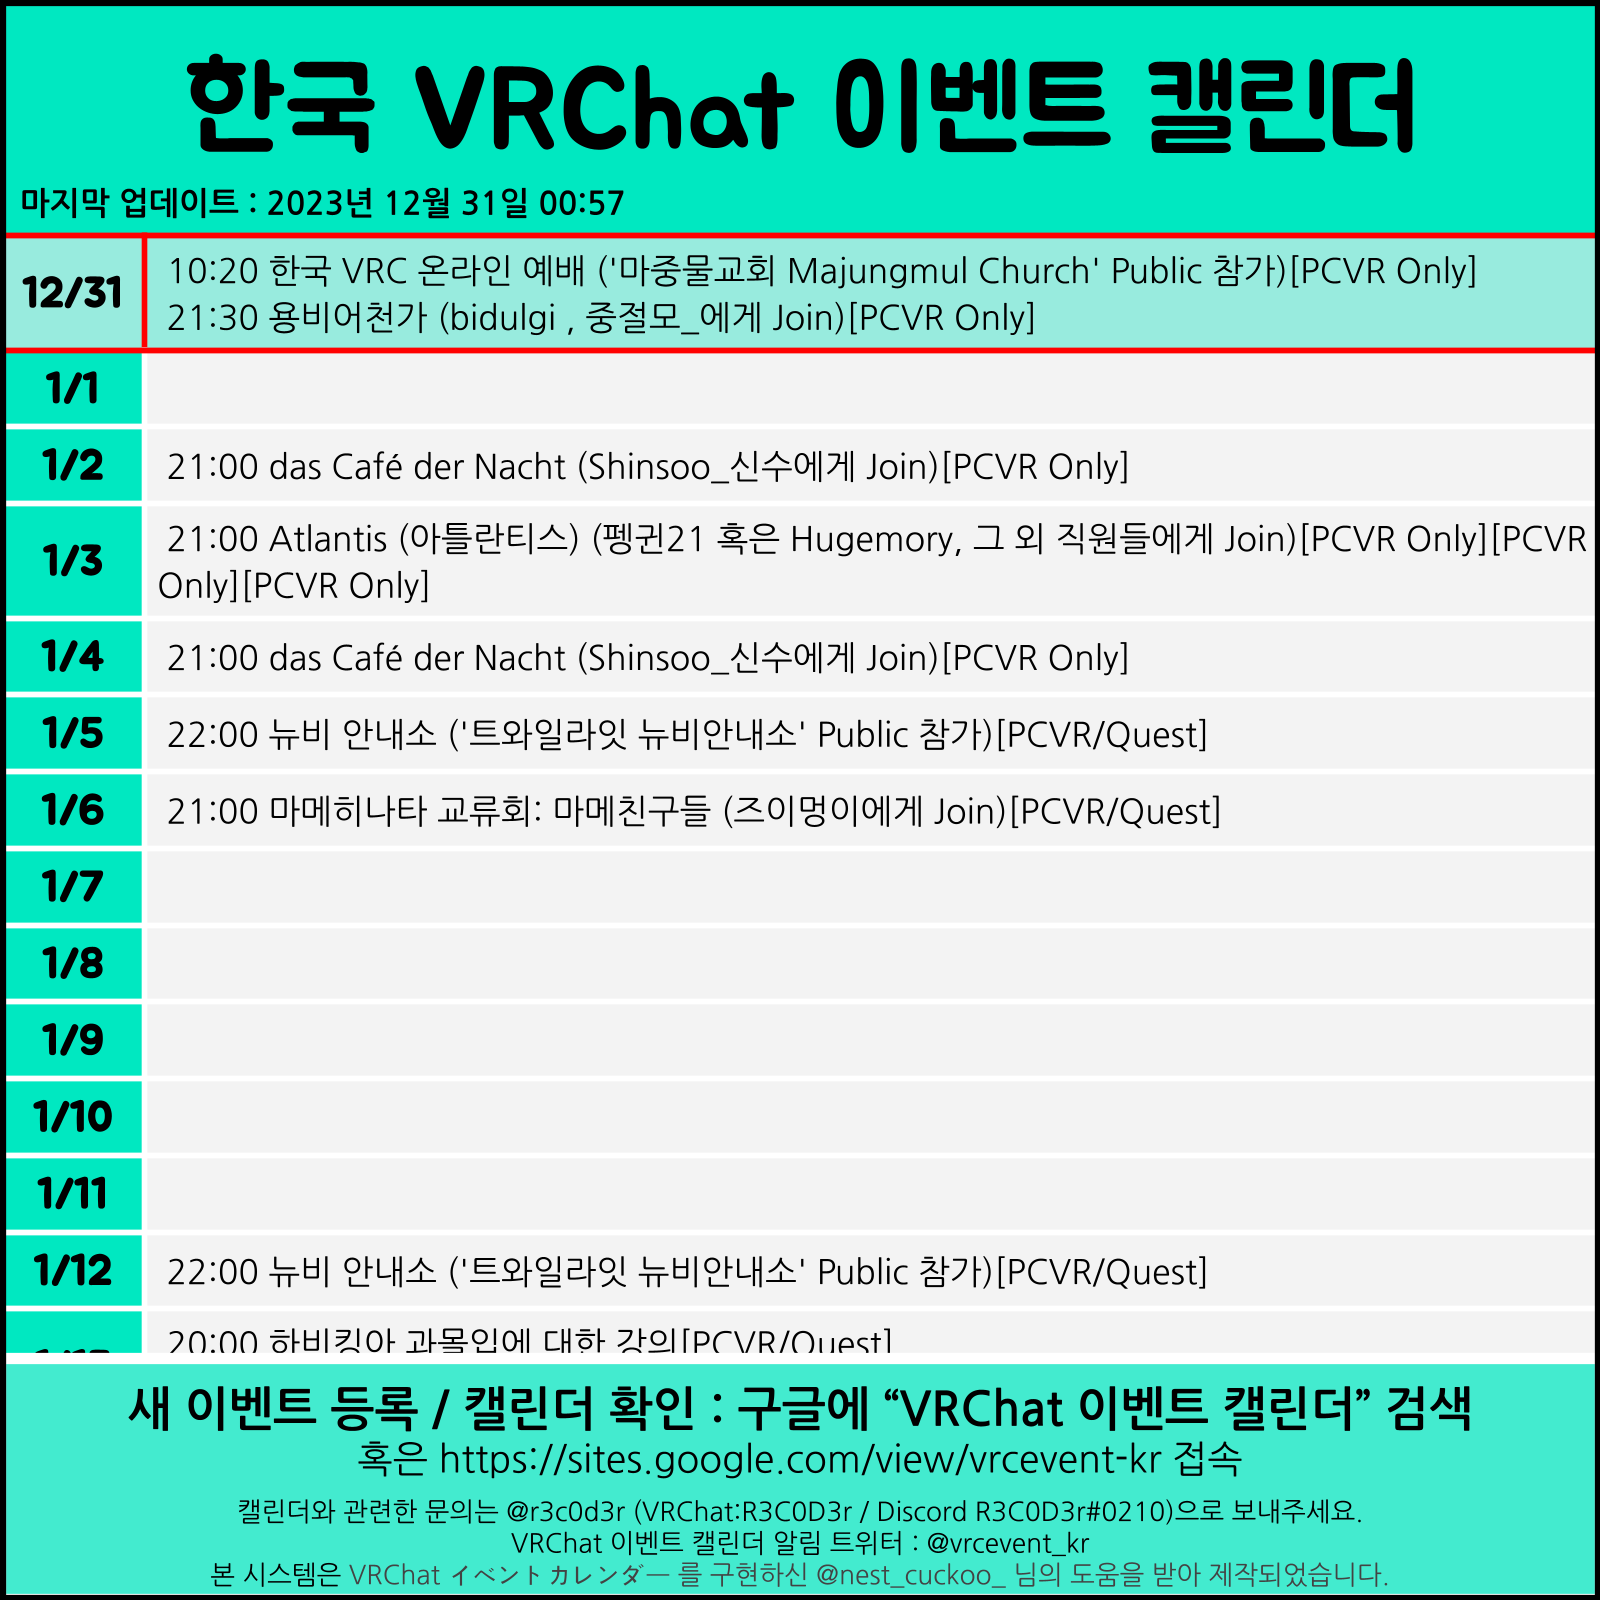 한국 VRChat 이벤트 캘린더
마지막 업데이트 : 2023년 12월 31일 00:57
12/31
10:20 한국 VRC 온라인 예배 ('마중물교회 Majungmul Church' Public 참가)[PCVR Only]
21:30 용비어천가 (bidulgi , 중절모_에게 Join)[PCVR Only]
1/1
1/2
21:00 das Café der Nacht (Shinsoo_신수에게 Join)[PCVR Only]
1/3
21:00 Atlantis (아틀란티스) (펭귄21 혹은 Hugemory, 그 외 직원들에게 Join)[PCVR Only][PCVR
Only][PCVR Only]
1/4
21:00 das Café der Nacht (Shinsoo_신수에게 Join)[PCVR Only]
1/5
22:00 뉴비 안내소 ('트와일라잇 뉴비안내소' Public 참가)[PCVR/Quest]
1/6
21:00 마메히나타 교류회: 마메친구들 (즈이멍이에게 Join)[PCVR/Quest]
1/7
1/8
1/9
1/10
1/11
1/12
22:00 뉴비 안내소 ('트와일라잇 뉴비안내소' Public 참가)[PCVR/Quest]
20:00 하비킹아 과몰입에 대한 강의[PCVR/Quest]
새 이벤트 등록 / 캘린더 확인 : 구글에 “VRChat 이벤트 캘린더” 검색
혹은 https://sites.google.com/view/vrcevent-kr 접속
캘린더와 관련한 문의는 @r3c0d3r (VRChat:R3C0D3r / Discord R3C0D3r#0210)으로 보내주세요.
VRChat 이벤트 캘린더 알림 트위터 : @vrcevent_kr
본 시스템은 VRChat イベントカレンダー 를 구현하신 @nest_cuckoo_ 님의 도움을 받아 제작되었습니다.